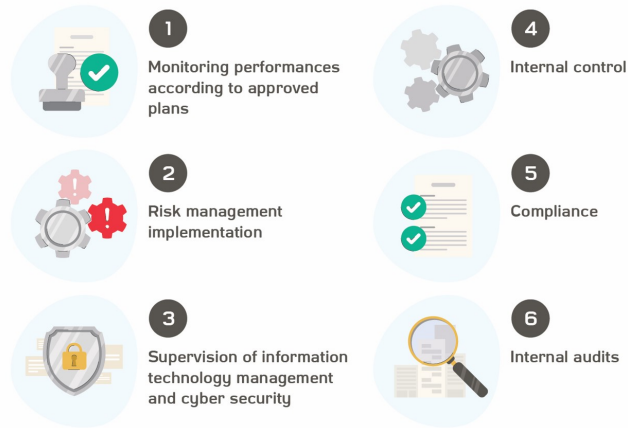 1
Monitoring performances
according to approved
plans
2
Risk management
implementation
3
Supervision of information
technology management
and cyber security
4
Internal control
5
Compliance
6
Internal audits